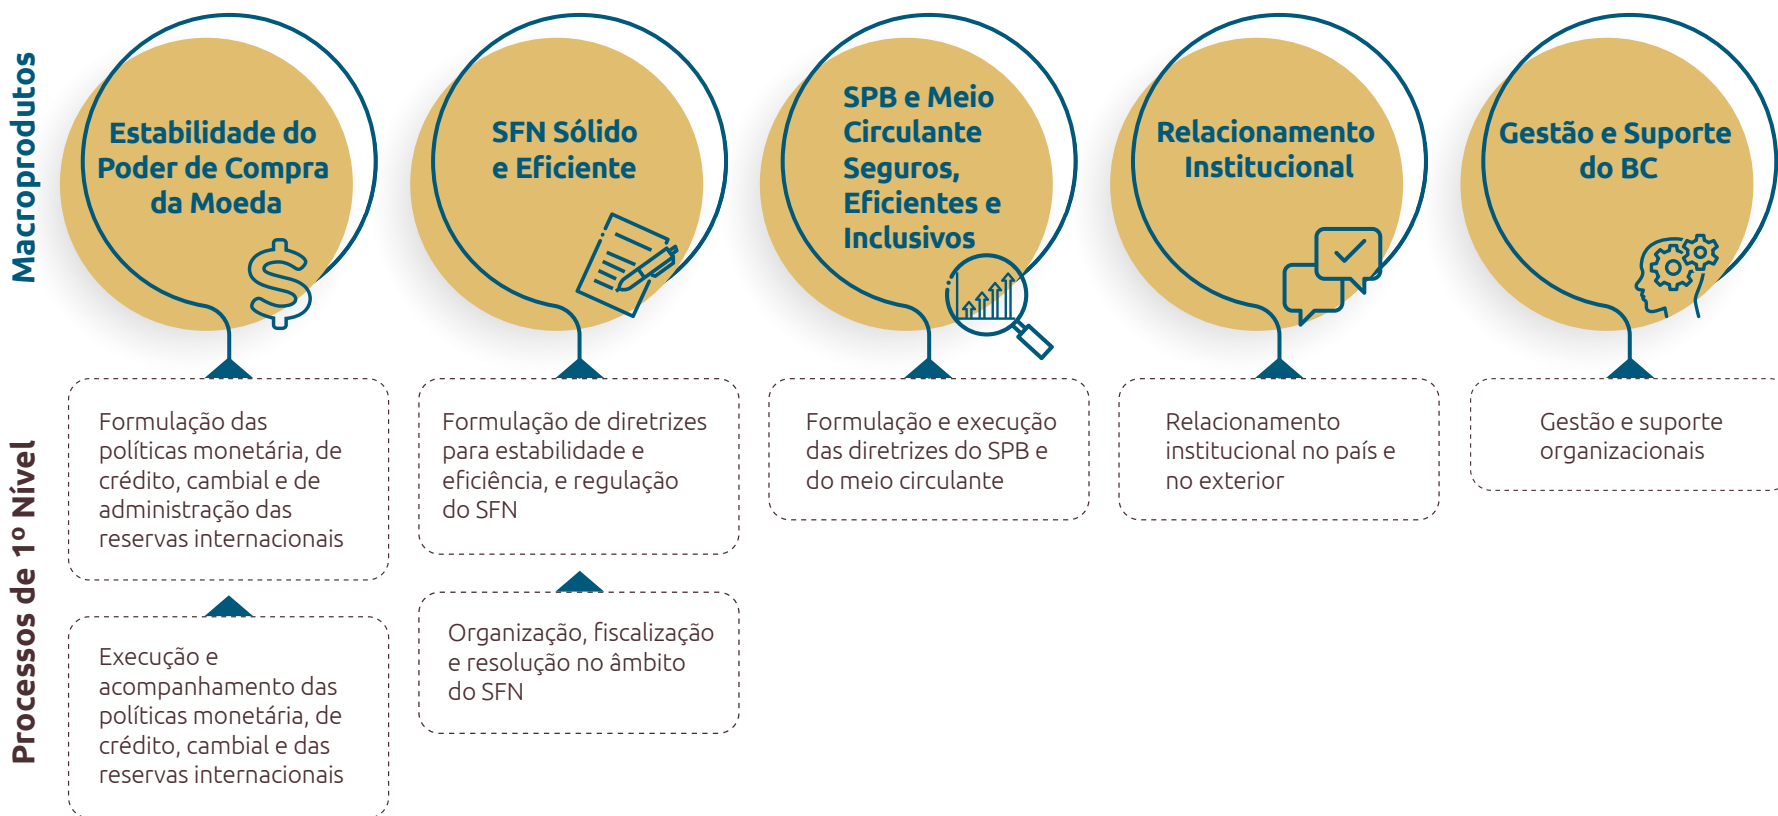 Macroprodutos
Estabilidade do
Poder de Compra
da Moeda
SFN Sólido
e Eficiente
SPB e Meio
Circulante
Seguros,
Eficientes e
Inclusivos
Relacionamento
Institucional
Gestão e Suporte
do BC
Processos de 1º Nível
Formulação das
políticas monetária, de
crédito, cambial e de
administração das
reservas internacionais
Execução e
acompanhamento das
políticas monetária, de
crédito, cambial e das
reservas internacionais
Formulação de diretrizes
para estabilidade e
eficiência, e regulação
do SFN
Organização, fiscalização
e resolução no âmbito
do SFN
Formulação e execução
das diretrizes do SPB e
do meio circulante
Relacionamento
institucional no país e
no exterior
Gestão e suporte
organizacionais